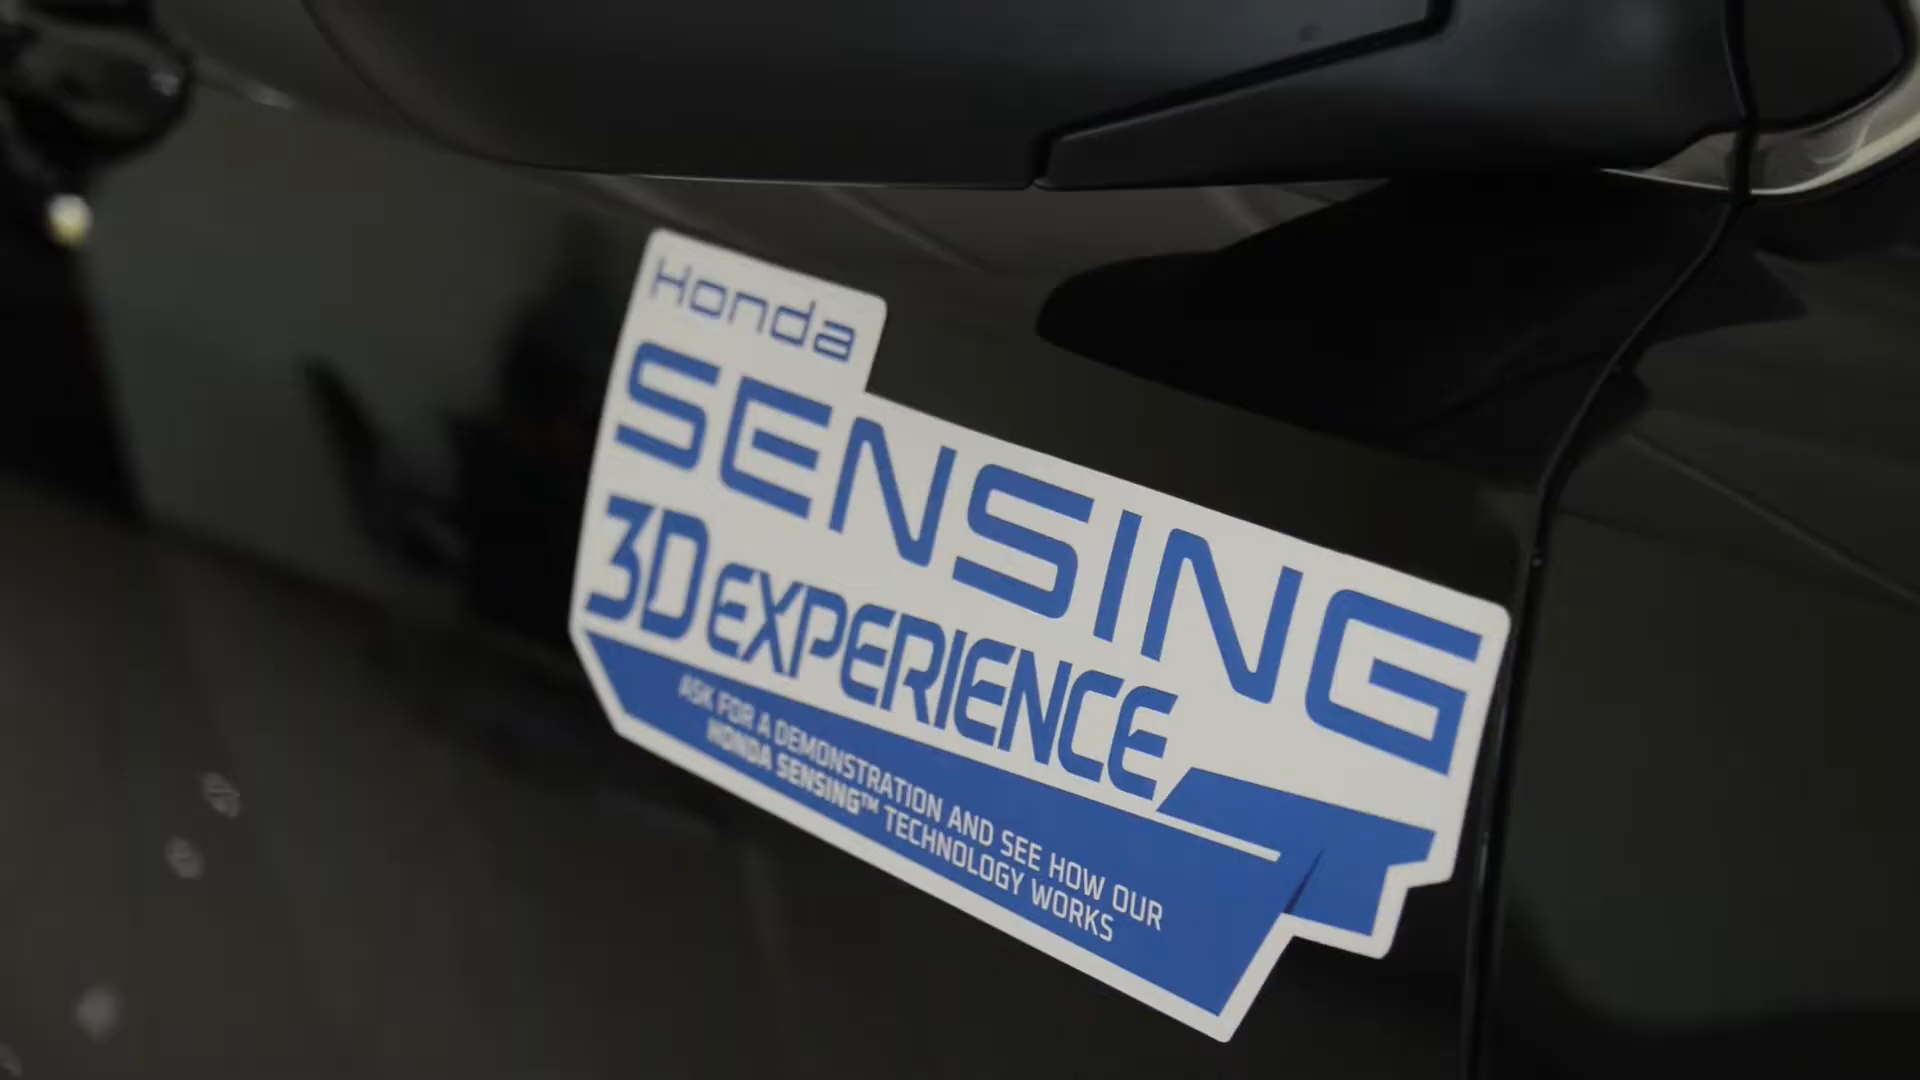 Honda
SENSING
3D EXPERIENCE
ASK FOR A DEMONSTRATION AND SEE HOW OUR
HONDA SENSING™ TECHNOLOGY WORKS